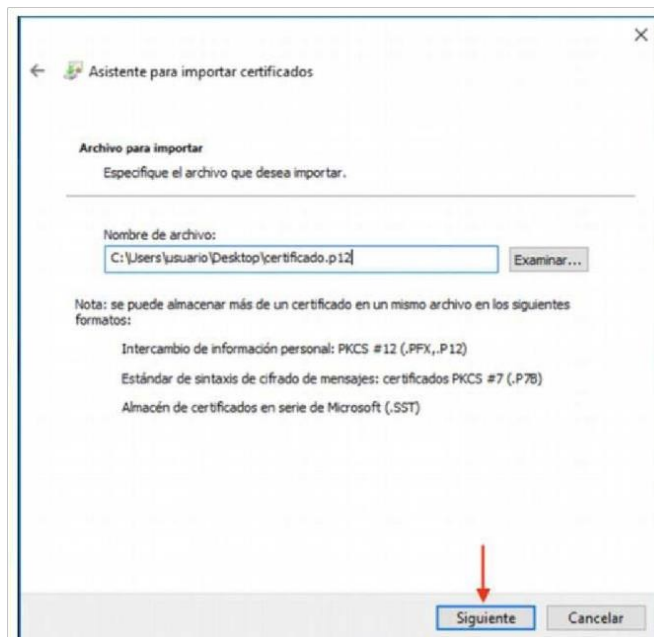 Asistente para importar certificados
Archivo para importar
Especifique el archivo que desea importar.
Nombre de archivo:
C:\Users\usuario\Desktop\certificado.p12
Examinar...
Nota: se puede almacenar más de un certificado en un mismo archivo en los siguientes
formatos:
Intercambio de información personal: PKCS #12 (.PFX,.P12)
Estándar de sintaxis de cifrado de mensajes: certificados PKCS #7 (.P7B)
Almacén de certificados en serie de Microsoft (.SST)
Siguiente
Cancelar